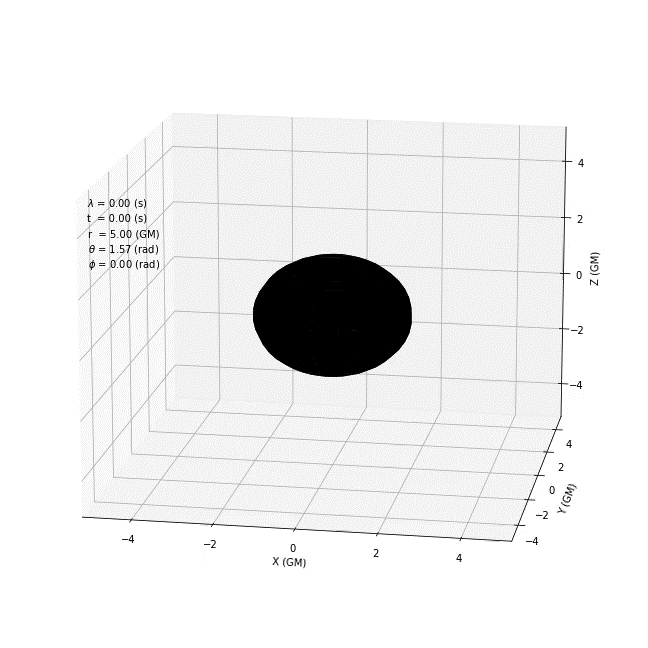 λ = 0.00 (s)
t = 0.00 (s)
r = 5.00 (GM)
θ = 1.57 (rad)
ϕ = 0.00 (rad)
4
2
0
−2
−4
Z (GM)
4
2
0
−2
−4
Y (GM)
−4
−2
0
2
4
X (GM)